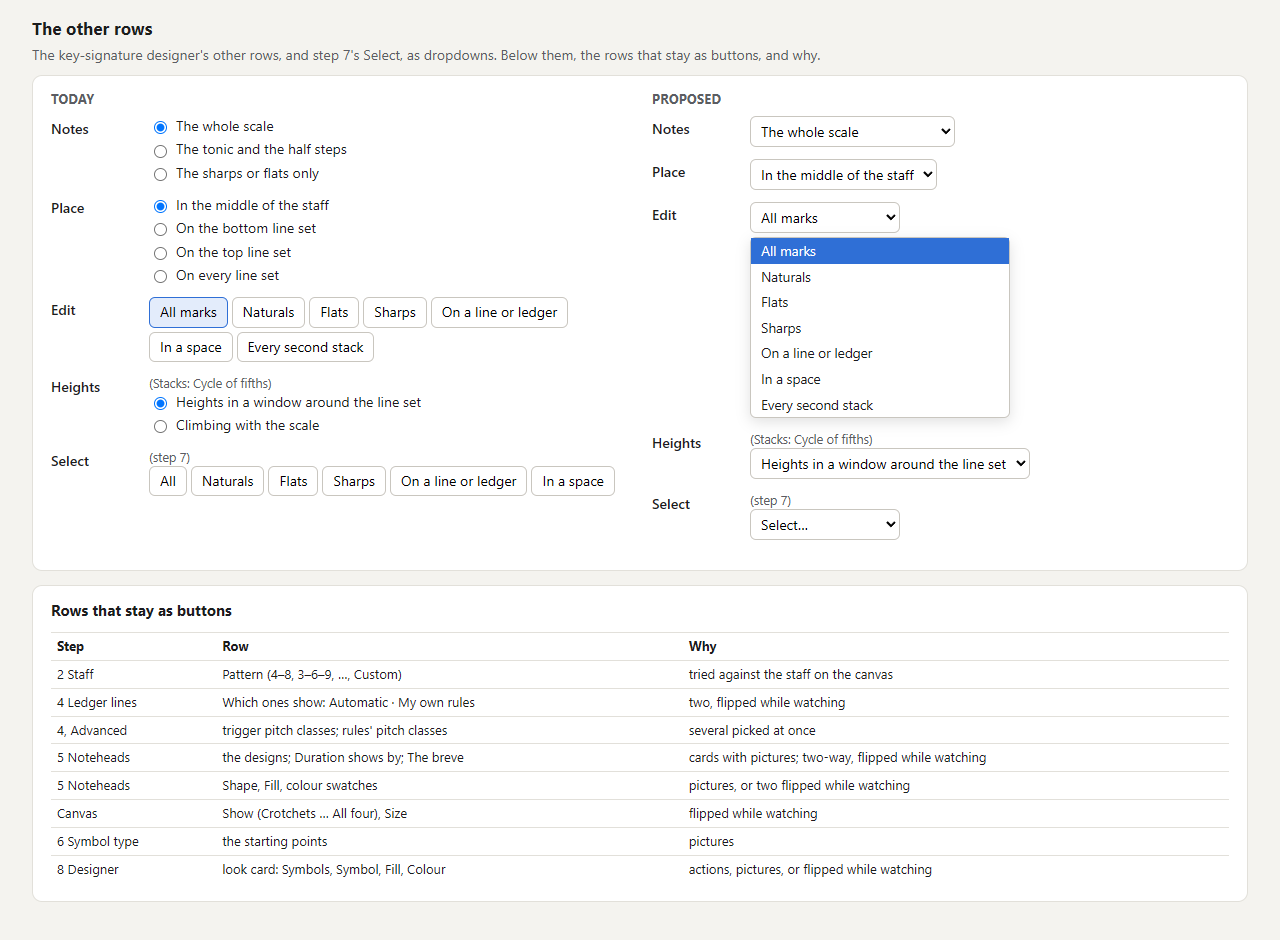 The other rows
The key-signature designer's other rows, and step 7's Select, as dropdowns. Below them, the rows that stay as buttons, and why.
TODAY
Notes
The whole scale
The tonic and the half steps
The sharps or flats only
Place
In the middle of the staff
On the bottom line set
On the top line set
On every line set
Edit
All marks Naturals Flats Sharps On a line or ledger
In a space Every second stack
Heights
(Stacks: Cycle of fifths)
Heights in a window around the line set
Climbing with the scale
Select
(step 7)
All Naturals Flats Sharps On a line or ledger In a space
PROPOSED
Notes The whole scale
Place In the middle of the staff
Edit All marks
All marks
Naturals
Flats
Sharps
On a line or ledger
In a space
Every second stack
Heights
(Stacks: Cycle of fifths)
Heights in a window around the line set
Select
(step 7)
Select...
Rows that stay as buttons
Step Row Why
2 Staff Pattern (4–8, 3–6–9, ..., Custom) tried against the staff on the canvas
4 Ledger lines Which ones show: Automatic · My own rules two, flipped while watching
4, Advanced trigger pitch classes; rules' pitch classes several picked at once
5 Noteheads the designs; Duration shows by; The breve cards with pictures; two-way, flipped while watching
5 Noteheads Shape, Fill, colour swatches pictures, or two flipped while watching
Canvas Show (Crotchets ... All four), Size flipped while watching
6 Symbol type the starting points pictures
8 Designer look card: Symbols, Symbol, Fill, Colour actions, pictures, or flipped while watching